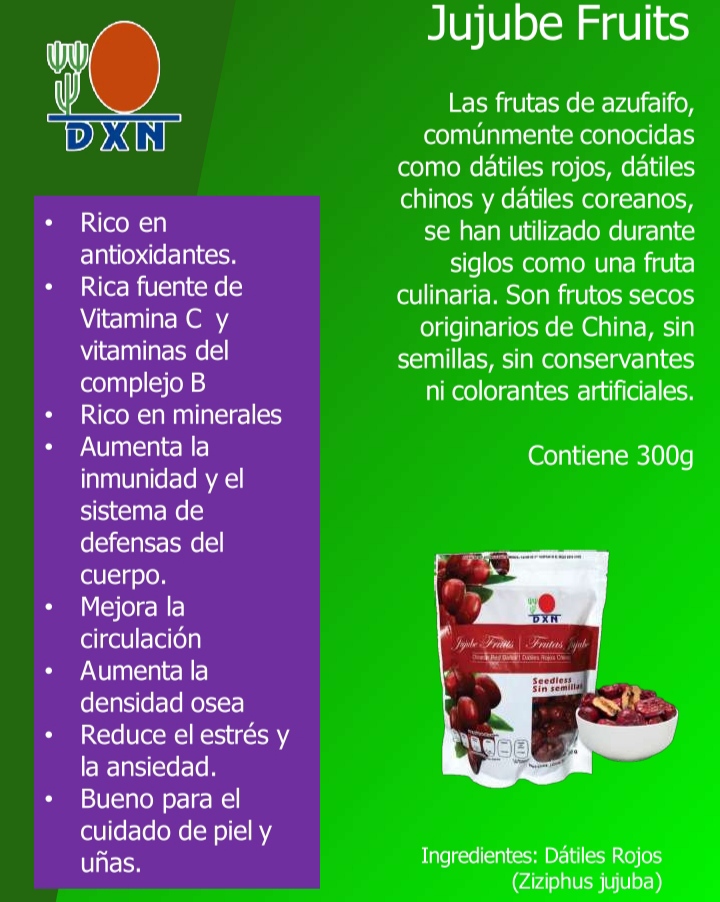 DXN
Jujube Fruits
Las frutas de azufaifo,
comúnmente conocidas
como dátiles rojos, dátiles
chinos y dátiles coreanos,
se han utilizado durante
siglos como una fruta
culinaria. Son frutos secos
originarios de China, sin
semillas, sin conservantes
ni colorantes artificiales.
Contiene 300g
• Rico en
antioxidantes.
• Rica fuente de
Vitamina C y
vitaminas del
complejo B
• Rico en minerales
• Aumenta la
inmunidad y el
sistema de
defensas del
cuerpo.
• Mejora la
circulación
• Aumenta la
densidad osea
• Reduce el estrés y
la ansiedad.
• Bueno para el
cuidado de piel y
uñas.
DXN
Jujube Fruits | Frutas Jujube
Seedless
Sin semillas
Ingredientes: Dátiles Rojos
(Ziziphus jujuba)